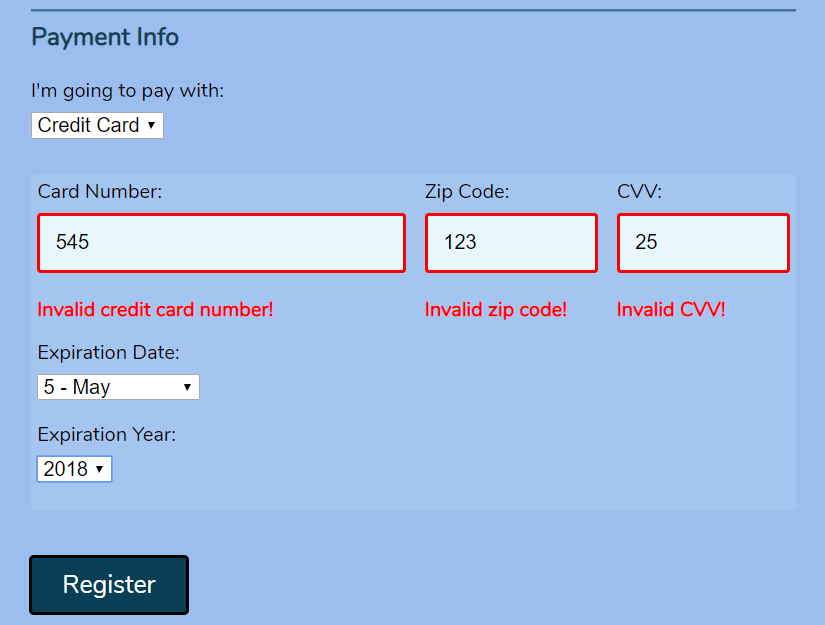 Payment Info
I'm going to pay with:
Credit Card
Card Number: Zip Code: CVV:
545 123 25
Invalid credit card number! Invalid zip code! Invalid CVV!
Expiration Date:
5 - May
Expiration Year:
2018
Register